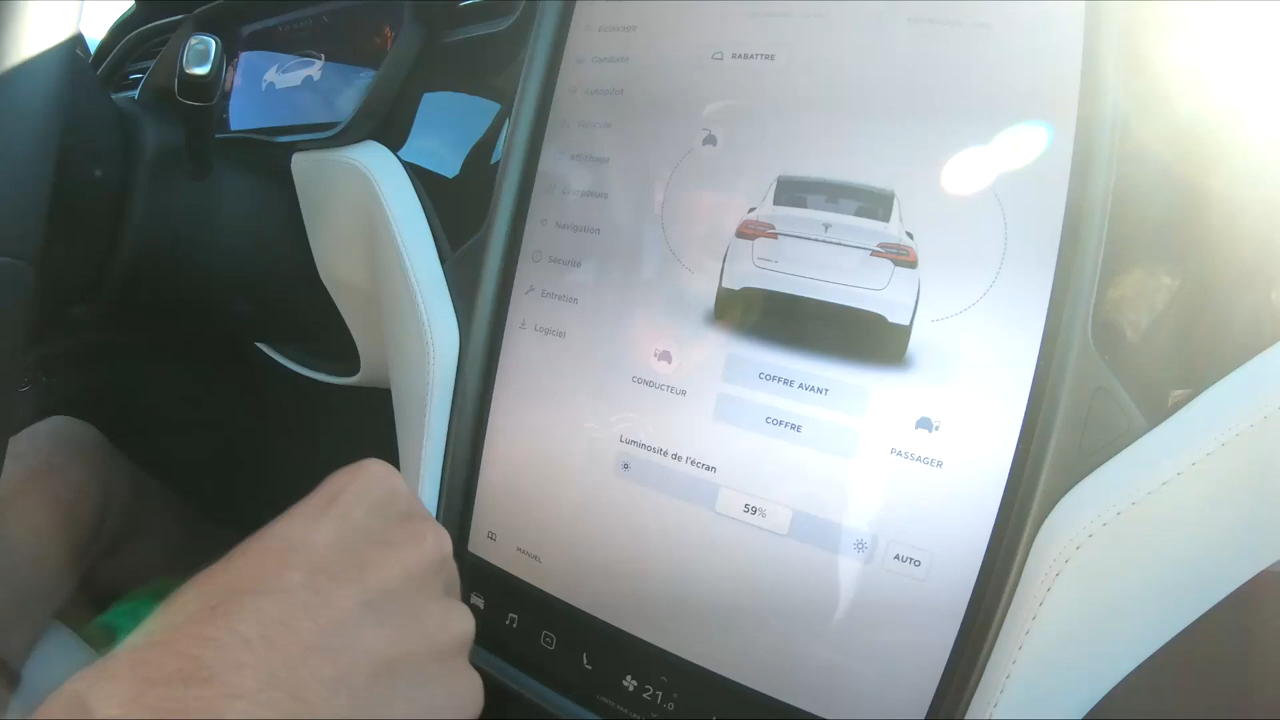 Éclairage
Conduite
Autopilot
Véhicule
Affichage
Navigation
Sécurité
Entretien
Logiciel
RABATTRE
CONDUCTEUR
COFFRE AVANT
COFFRE
PASSAGER
Luminosité de l'écran
59%
AUTO
MANUEL
21.0